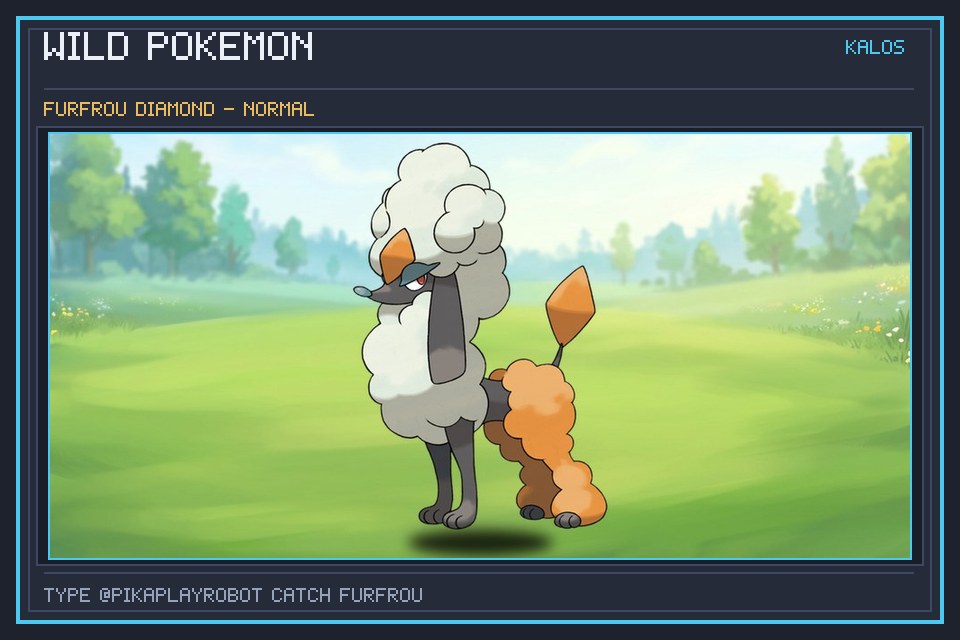 WILD POKEMON
KALOS
FURFROU DIAMOND - NORMAL
TYPE @PIKAPLAYROBOT CATCH FURFROU